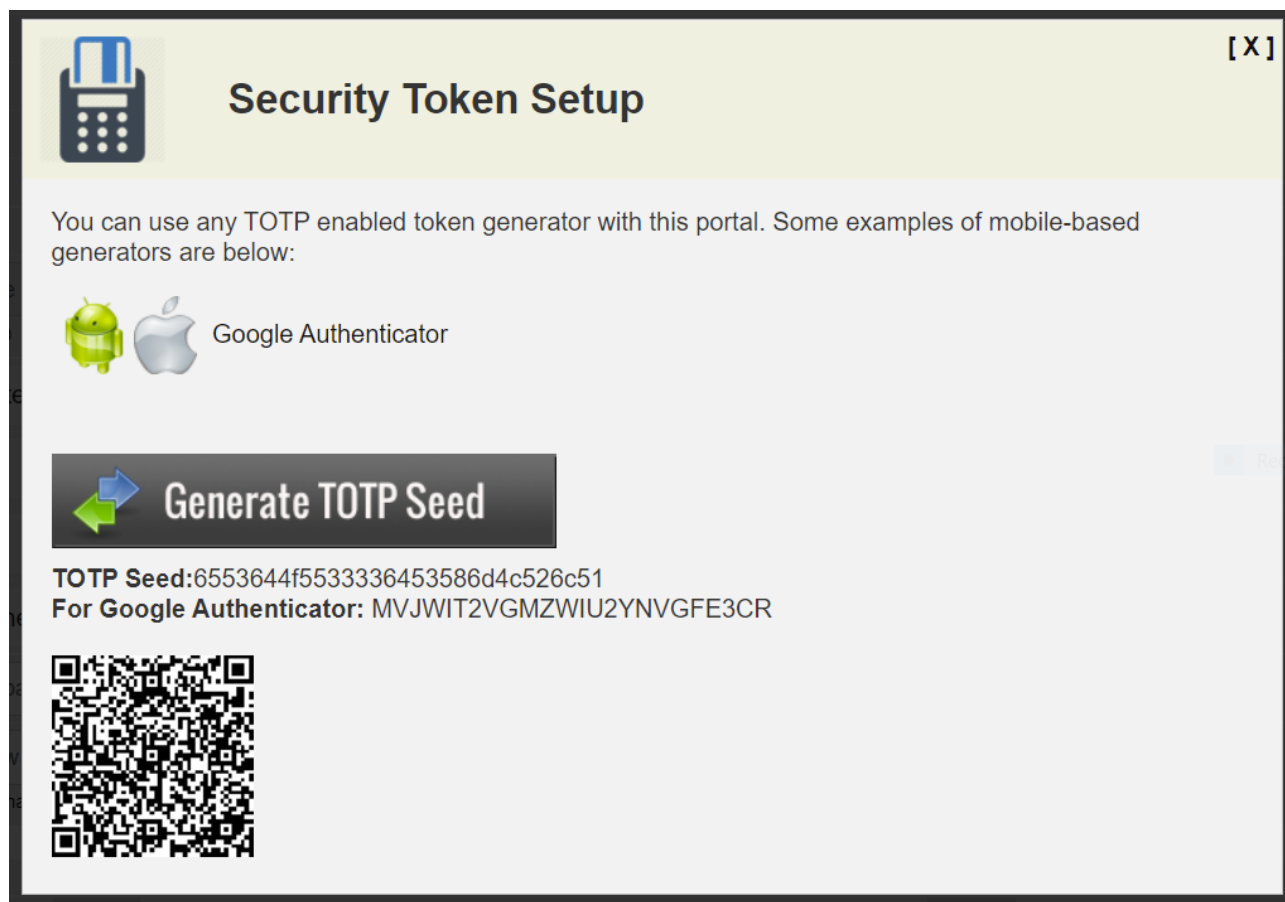 [ X ]
Security Token Setup
You can use any TOTP enabled token generator with this portal. Some examples of mobile-based
generators are below:
Google Authenticator
Generate TOTP Seed
TOTP Seed:6553644f5533336453586d4c526c51
For Google Authenticator: MVJWIT2VGMZWIU2YNVGFE3CR